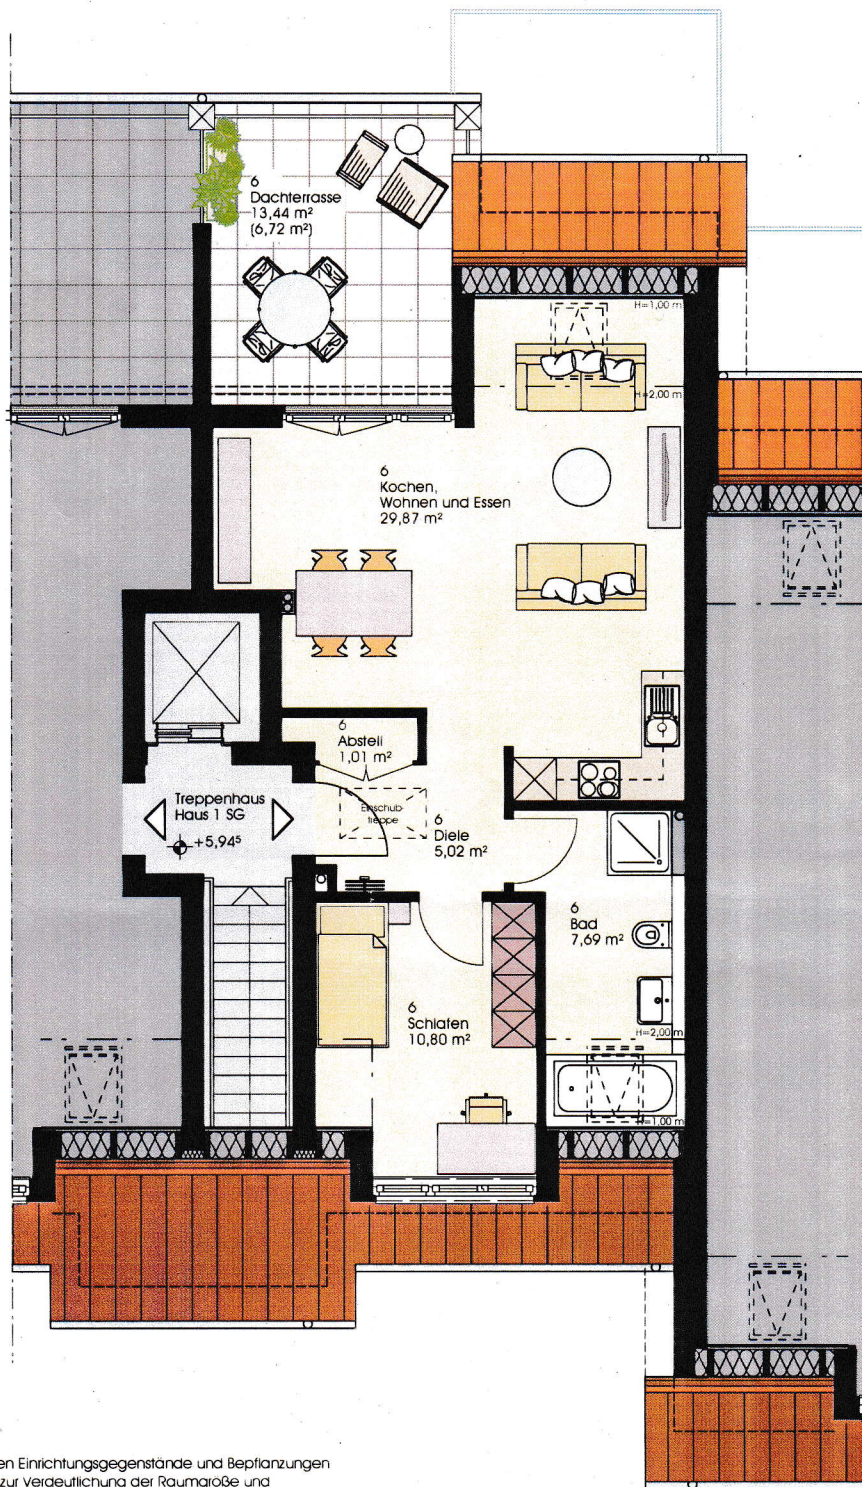 6
Dachterrasse
13,44 m²
(6,72 m²)
H=1,00 m
H=2,00 m
6
Kochen,
Wohnen und Essen
29,87 m²
6
Abstell
1,01 m²
Treppenhaus
Haus 1 SG
+5,94⁵
Einschub-
treppe
6
Diele
5,02 m²
6
Bad
7,69 m²
6
Schlafen
10,80 m²
H=2,00 m
H=1,00 m
en Einrichtungsgegenstände und Bepflanzungen
zur Verdeutlichung der Raumgröße und